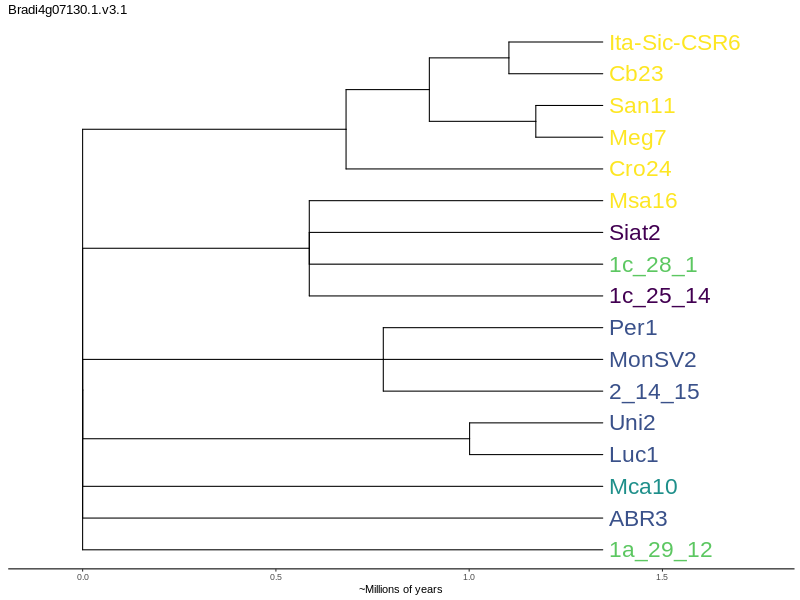 Bradi4g07130.1.v3.1
Ita-Sic-CSR6
Cb23
San11
Meg7
Cro24
Msa16
Siat2
1c_28_1
1c_25_14
Per1
MonSV2
2_14_15
Uni2
Luc1
Mca10
ABR3
1a_29_12
0.0 0.5 1.0 1.5
~Millions of years